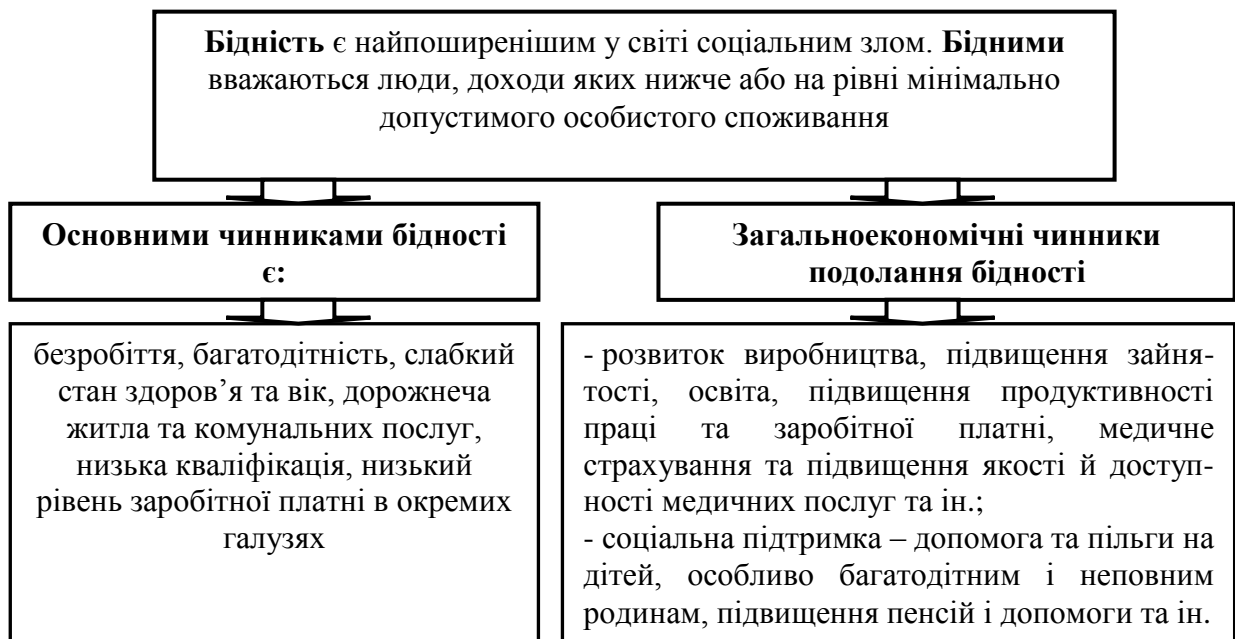 Бідність є найпоширенішим у світі соціальним злом. Бідними
вважаються люди, доходи яких нижче або на рівні мінімально
допустимого особистого споживання
Основними чинниками бідності
є:
безробіття, багатодітність, слабкий
стан здоров’я та вік, дорожнеча
житла та комунальних послуг,
низька кваліфікація, низький
рівень заробітної платні в окремих
галузях
Загальноекономічні чинники
подолання бідності
- розвиток виробництва, підвищення зайня-
тості, освіта, підвищення продуктивності
праці та заробітної платні, медичне
страхування та підвищення якості й доступ-
ності медичних послуг та ін.;
- соціальна підтримка – допомога та пільги на
дітей, особливо багатодітним і неповним
родинам, підвищення пенсій і допомоги та ін.